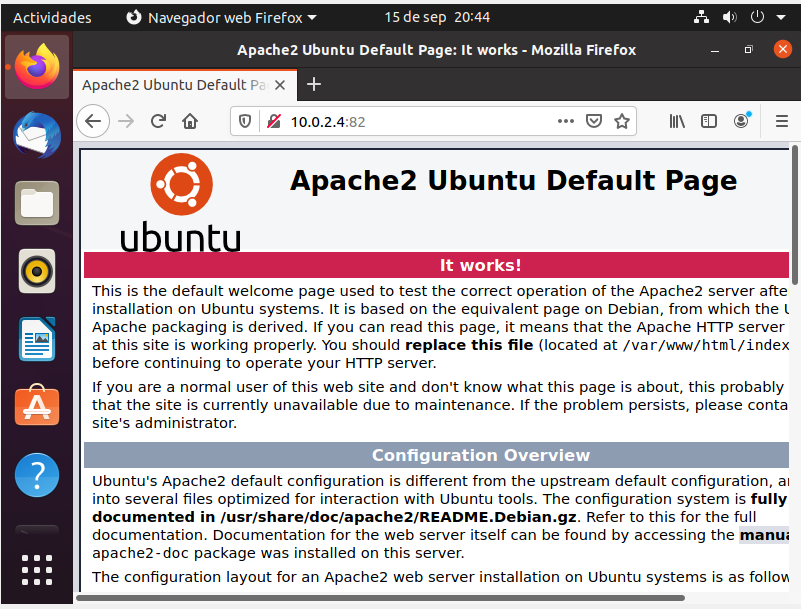 Actividades
Navegador web Firefox
15 de sep 20:44
Apache2 Ubuntu Default Page: It works - Mozilla Firefox
Apache2 Ubuntu Default Pa
10.0.2.4:82
ubuntu
Apache2 Ubuntu Default Page
It works!
This is the default welcome page used to test the correct operation of the Apache2 server afte
installation on Ubuntu systems. It is based on the equivalent page on Debian, from which the U
Apache packaging is derived. If you can read this page, it means that the Apache HTTP server
at this site is working properly. You should replace this file (located at /var/www/html/index
before continuing to operate your HTTP server.
If you are a normal user of this web site and don't know what this page is about, this probably
that the site is currently unavailable due to maintenance. If the problem persists, please conta
site's administrator.
Configuration Overview
Ubuntu's Apache2 default configuration is different from the upstream default configuration, a
into several files optimized for interaction with Ubuntu tools. The configuration system is fully
documented in /usr/share/doc/apache2/README.Debian.gz. Refer to this for the full
documentation. Documentation for the web server itself can be found by accessing the manua
apache2-doc package was installed on this server.
The configuration layout for an Apache2 web server installation on Ubuntu systems is as follow